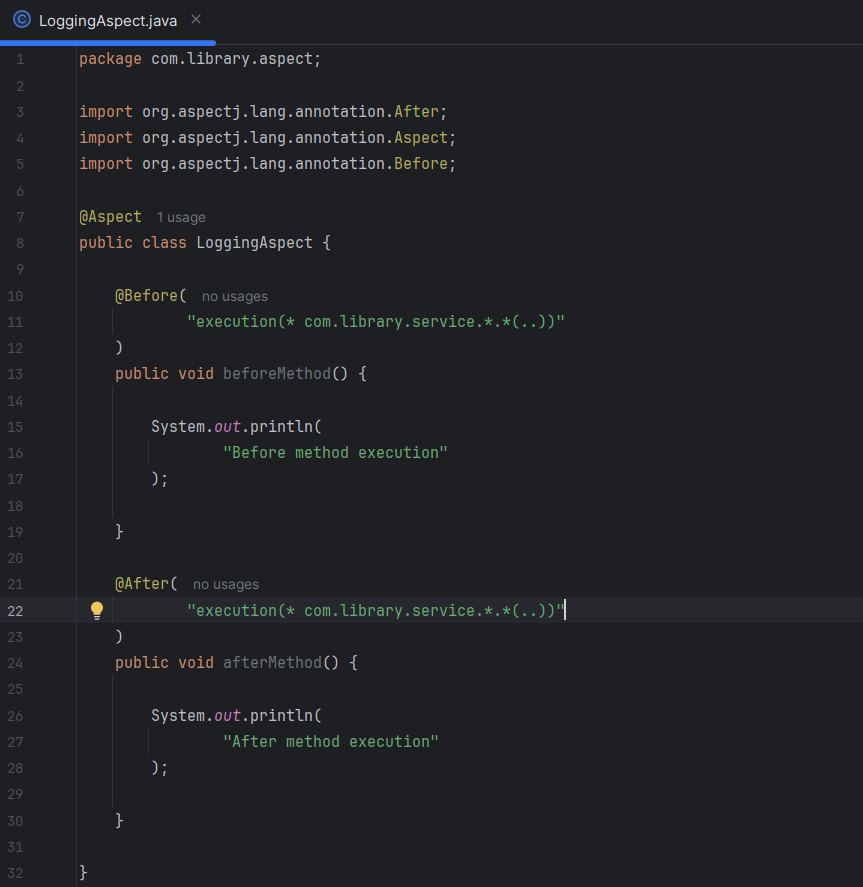 LoggingAspect.java
1 package com.library.aspect;
2
3 import org.aspectj.lang.annotation.After;
4 import org.aspectj.lang.annotation.Aspect;
5 import org.aspectj.lang.annotation.Before;
6
7 @Aspect 1 usage
8 public class LoggingAspect {
9
10 @Before( no usages
11 "execution(* com.library.service.*.*(..))"
12 )
13 public void beforeMethod() {
14
15 System.out.println(
16 "Before method execution"
17 );
18
19 }
20
21 @After( no usages
22 "execution(* com.library.service.*.*(..))"
23 )
24 public void afterMethod() {
25
26 System.out.println(
27 "After method execution"
28 );
29
30 }
31
32 }